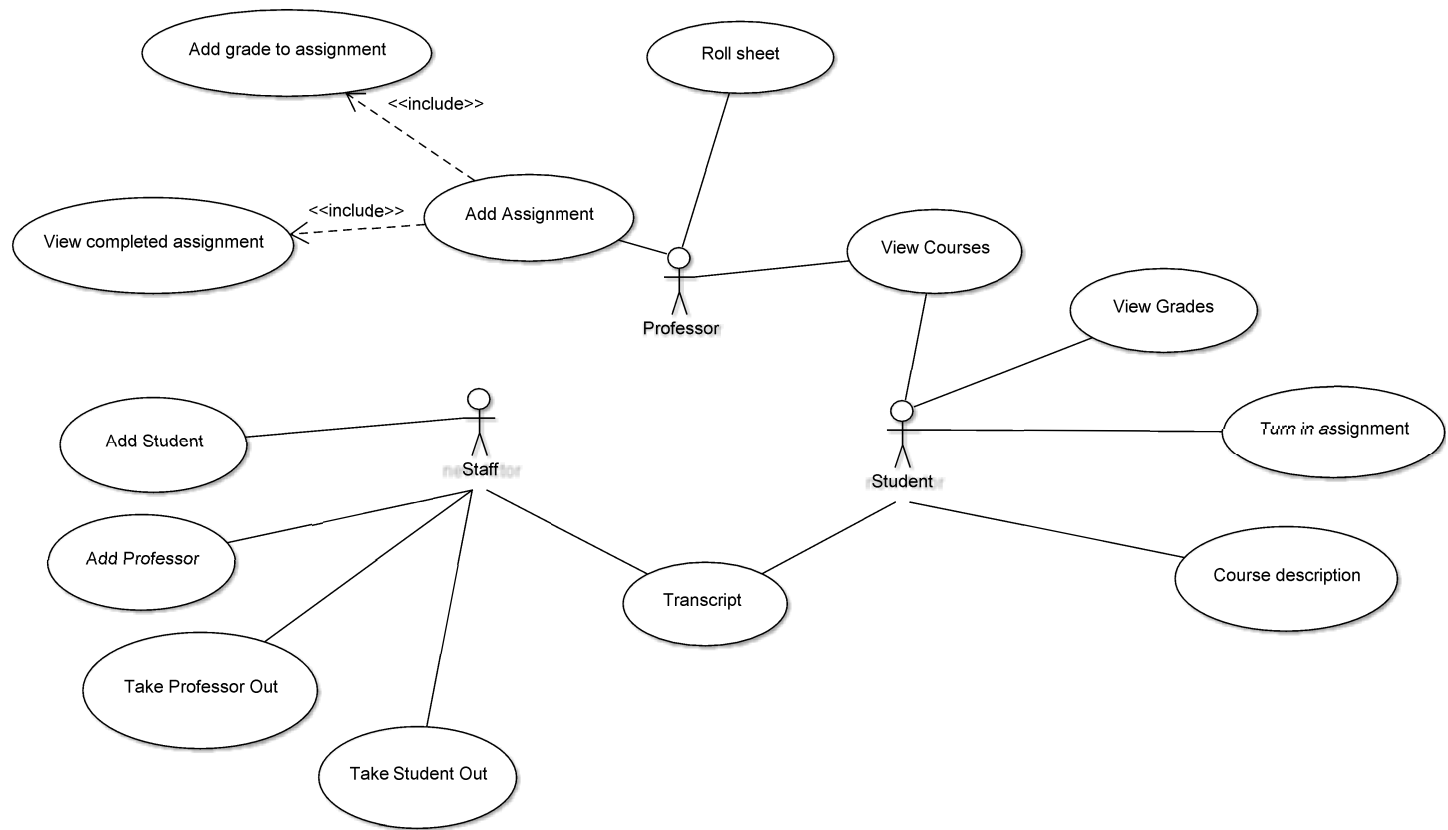 Add grade to assignment
Roll sheet
<<include>>
<<include>>
Add Assignment
View completed assignment
View Courses
View Grades
Professor
Add Student
Turn in assignment
Staff
Student
Add Professor
Course description
Transcript
Take Professor Out
Take Student Out